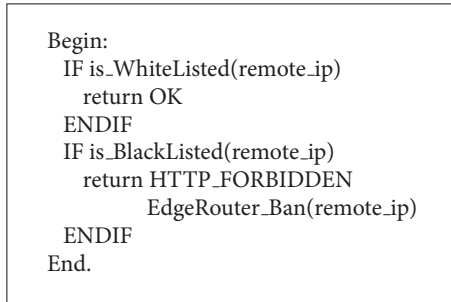 Begin:
IF is_WhiteListed(remote_ip)
return OK
ENDIF
IF is_BlackListed(remote_ip)
return HTTP_FORBIDDEN
EdgeRouter_Ban(remote_ip)
ENDIF
End.